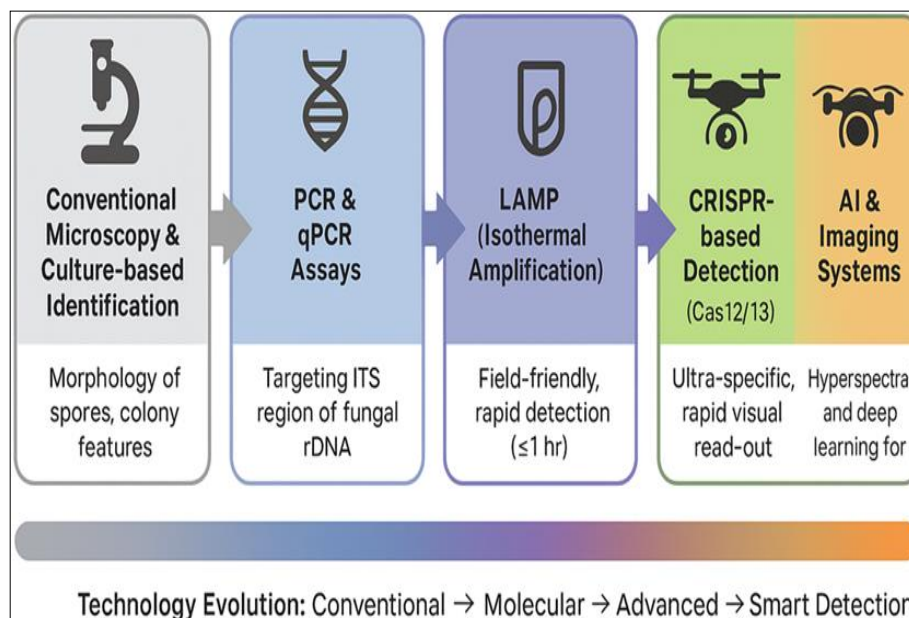 Conventional
Microscopy &
Culture-based
Identification
Morphology of
spores, colony
features
PCR &
qPCR
Assays
Targeting ITS
region of fungal
rDNA
LAMP
(Isothermal
Amplification)
Field-friendly,
rapid detection
(≤1 hr)
CRISPR-
based
Detection
(Cas12/13)
Ultra-specific,
rapid visual
read-out
AI &
Imaging
Systems
Hyperspectra
and deep
learning for
Technology Evolution: Conventional → Molecular → Advanced → Smart Detection